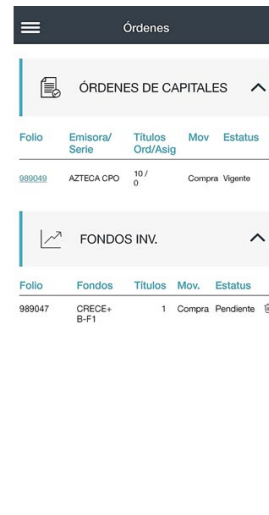 Órdenes
ÓRDENES DE CAPITALES
Folio Emisora/ Títulos Mov Estatus
Serie Ord/Asig
989049 AZTECA CPO 10 / Compra Vigente
0
FONDOS INV.
Folio Fondos Títulos Mov. Estatus
989047 CRECE+ 1 Compra Pendiente
B-F1